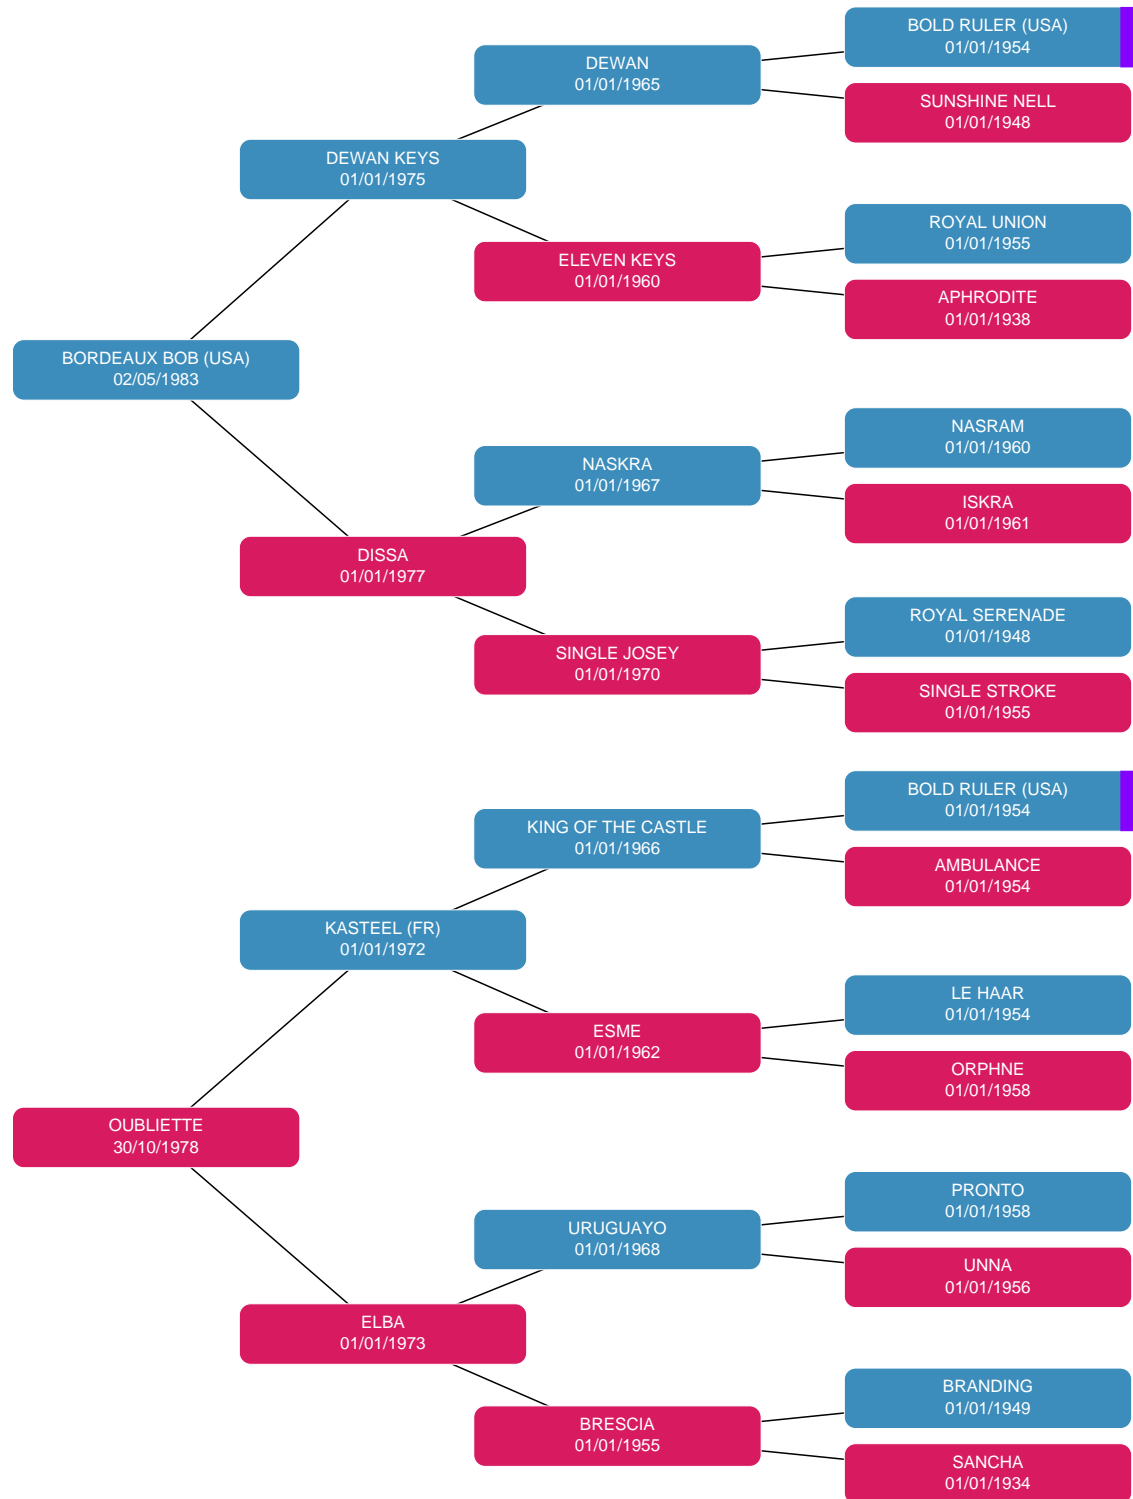 BOLD RULER (USA)
01/01/1954
DEWAN
01/01/1965
SUNSHINE NELL
01/01/1948
DEWAN KEYS
01/01/1975
ROYAL UNION
01/01/1955
ELEVEN KEYS
01/01/1960
APHRODITE
01/01/1938
BORDEAUX BOB (USA)
02/05/1983
NASRAM
01/01/1960
NASKRA
01/01/1967
ISKRA
01/01/1961
DISSA
01/01/1977
ROYAL SERENADE
01/01/1948
SINGLE JOSEY
01/01/1970
SINGLE STROKE
01/01/1955
BOLD RULER (USA)
01/01/1954
KING OF THE CASTLE
01/01/1966
AMBULANCE
01/01/1954
KASTEEL (FR)
01/01/1972
LE HAAR
01/01/1954
ESME
01/01/1962
ORPHNE
01/01/1958
OUBLIETTE
30/10/1978
PRONTO
01/01/1958
URUGUAYO
01/01/1968
UNNA
01/01/1956
ELBA
01/01/1973
BRANDING
01/01/1949
BRESCIA
01/01/1955
SANCHA
01/01/1934